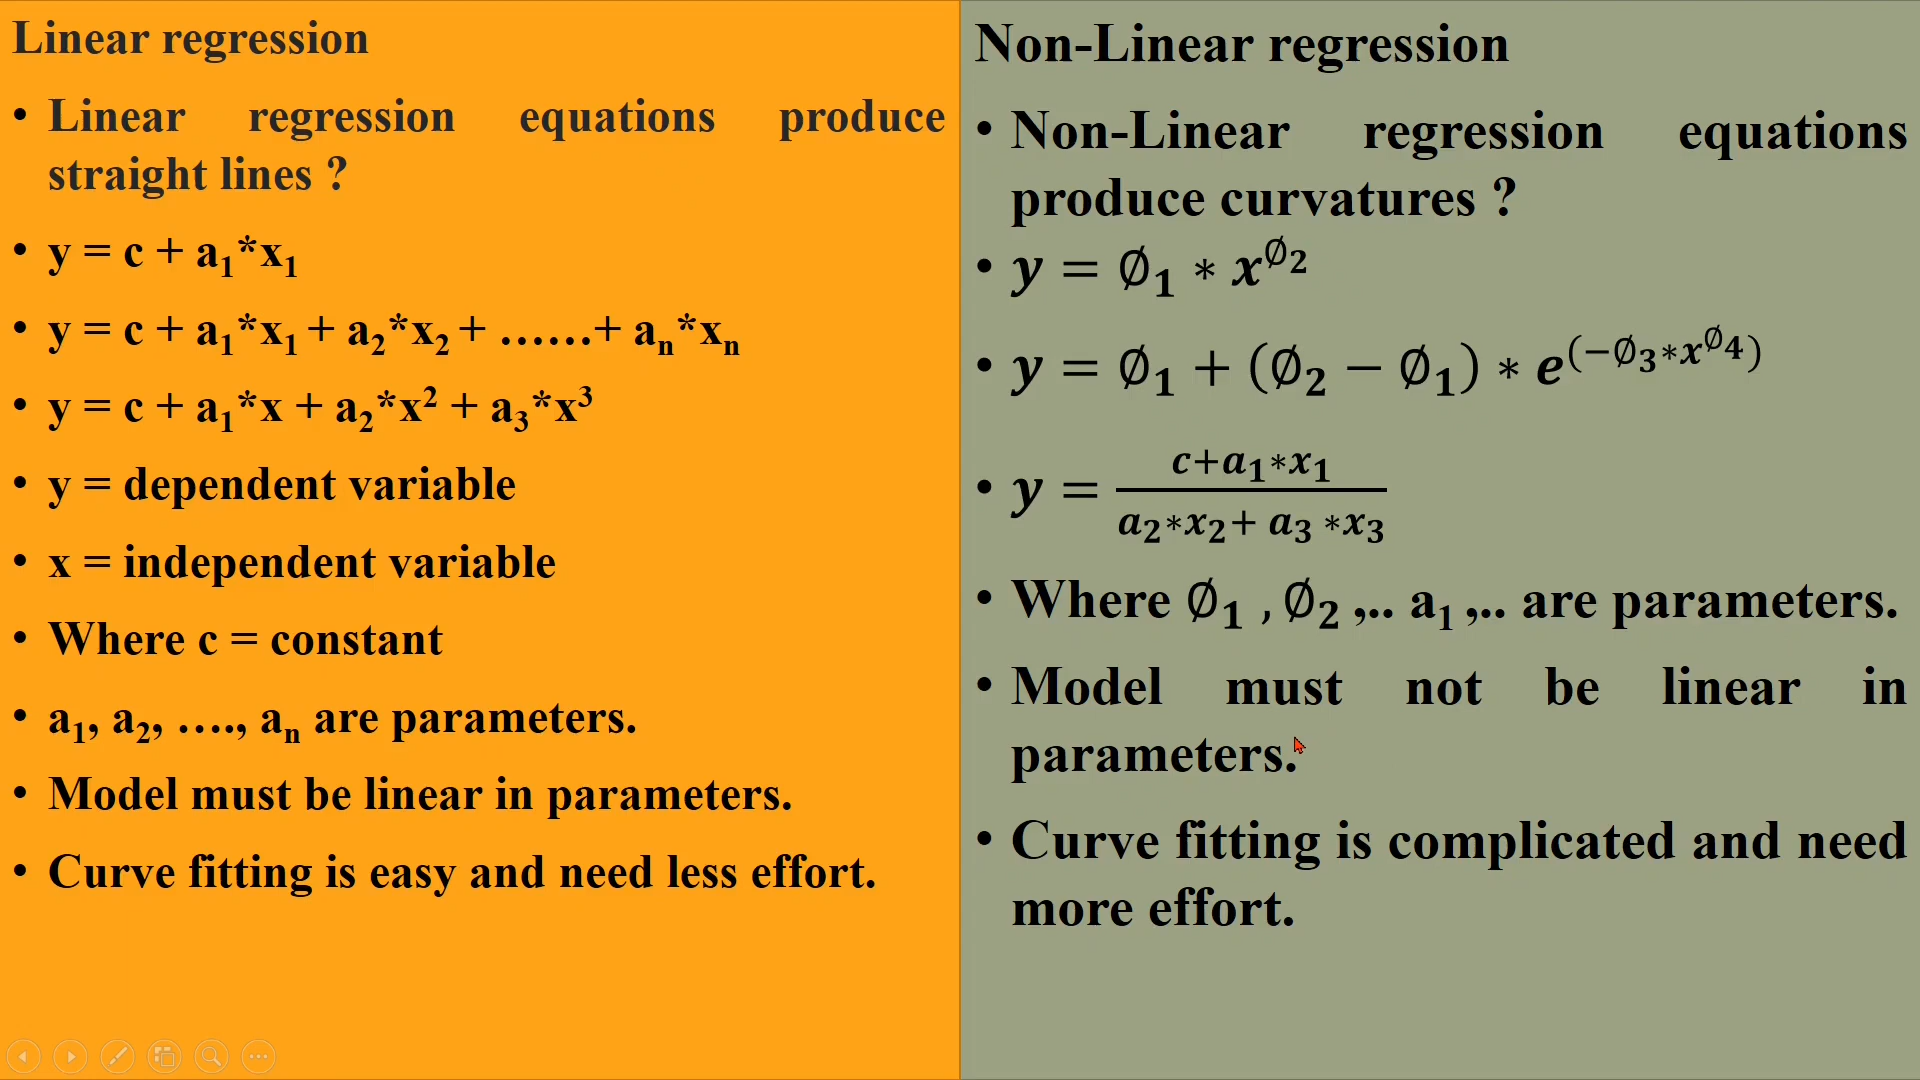 Linear regression
• Linear regression equations produce
straight lines ?
• y = c + a₁*x₁
• y = c + a₁*x₁ + a₂*x₂ + ……+ aₙ*xₙ
• y = c + a₁*x + a₂*x² + a₃*x³
• y = dependent variable
• x = independent variable
• Where c = constant
• a₁, a₂, …., aₙ are parameters.
• Model must be linear in parameters.
• Curve fitting is easy and need less effort.
Non-Linear regression
• Non-Linear regression equations
produce curvatures ?
• y = ∅₁ * x^∅₂
• y = ∅₁ + (∅₂ − ∅₁) * e^(−∅₃*x^∅₄)
• y = (c+a₁*x₁)/(a₂*x₂+ a₃ *x₃)
• Where ∅₁ , ∅₂ ,.. a₁ ,.. are parameters.
• Model must not be linear in
parameters.
• Curve fitting is complicated and need
more effort.